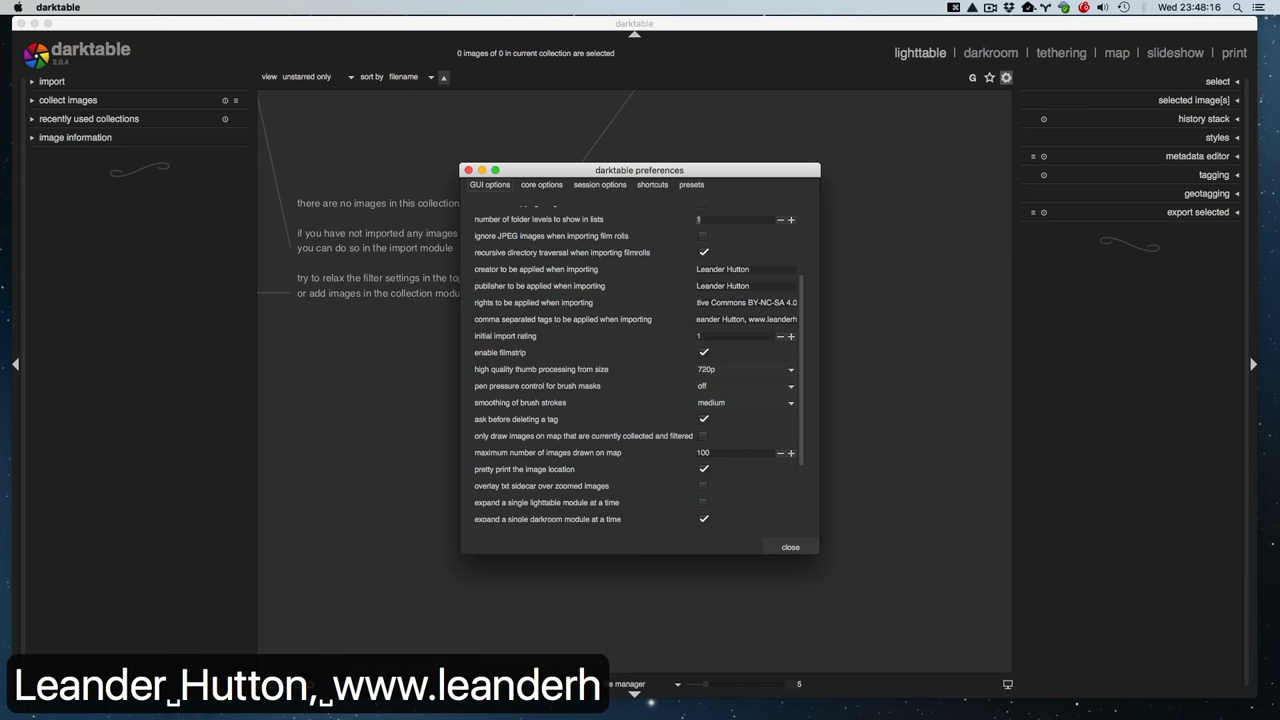 darktable
Wed 23:48:16
darktable
darktable
2.0.4
0 images of 0 in current collection are selected
lighttable | darkroom | tethering | map | slideshow | print
view unstarred only sort by filename
G
import
collect images
recently used collections
image information
select
selected image[s]
history stack
styles
metadata editor
tagging
geotagging
export selected
there are no images in this collection
if you have not imported any images
you can do so in the import module
try to relax the filter settings in the top
or add images in the collection modu
darktable preferences
GUI options core options session options shortcuts presets
number of folder levels to show in lists 1
ignore JPEG images when importing film rolls
recursive directory traversal when importing filmrolls
creator to be applied when importing Leander Hutton
publisher to be applied when importing Leander Hutton
rights to be applied when importing tive Commons BY-NC-SA 4.0
comma separated tags to be applied when importing eander Hutton, www.leanderh
initial import rating 1
enable filmstrip
high quality thumb processing from size 720p
pen pressure control for brush masks off
smoothing of brush strokes medium
ask before deleting a tag
only draw images on map that are currently collected and filtered
maximum number of images drawn on map 100
pretty print the image location
overlay txt sidecar over zoomed images
expand a single lighttable module at a time
expand a single darkroom module at a time
close
e manager 5
Leander␣Hutton,␣www.leanderh